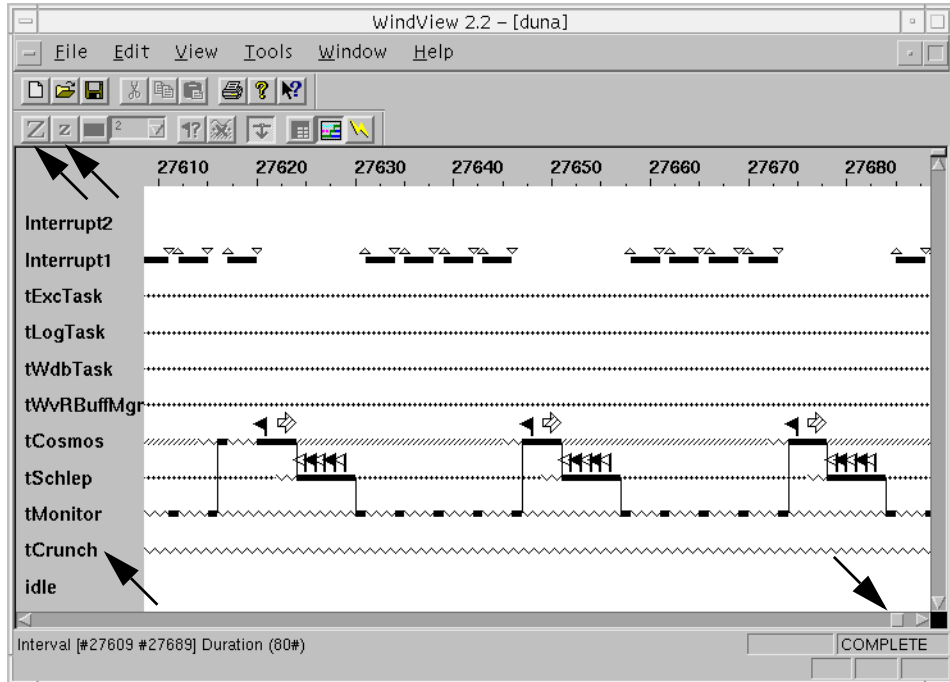 WindView 2.2 – [duna]
File Edit View Tools Window Help
Z z 2
27610 27620 27630 27640 27650 27660 27670 27680
Interrupt2
Interrupt1
tExcTask
tLogTask
tWdbTask
tWvRBuffMgr
tCosmos
tSchlep
tMonitor
tCrunch
idle
Interval [#27609 #27689] Duration (80#)
COMPLETE